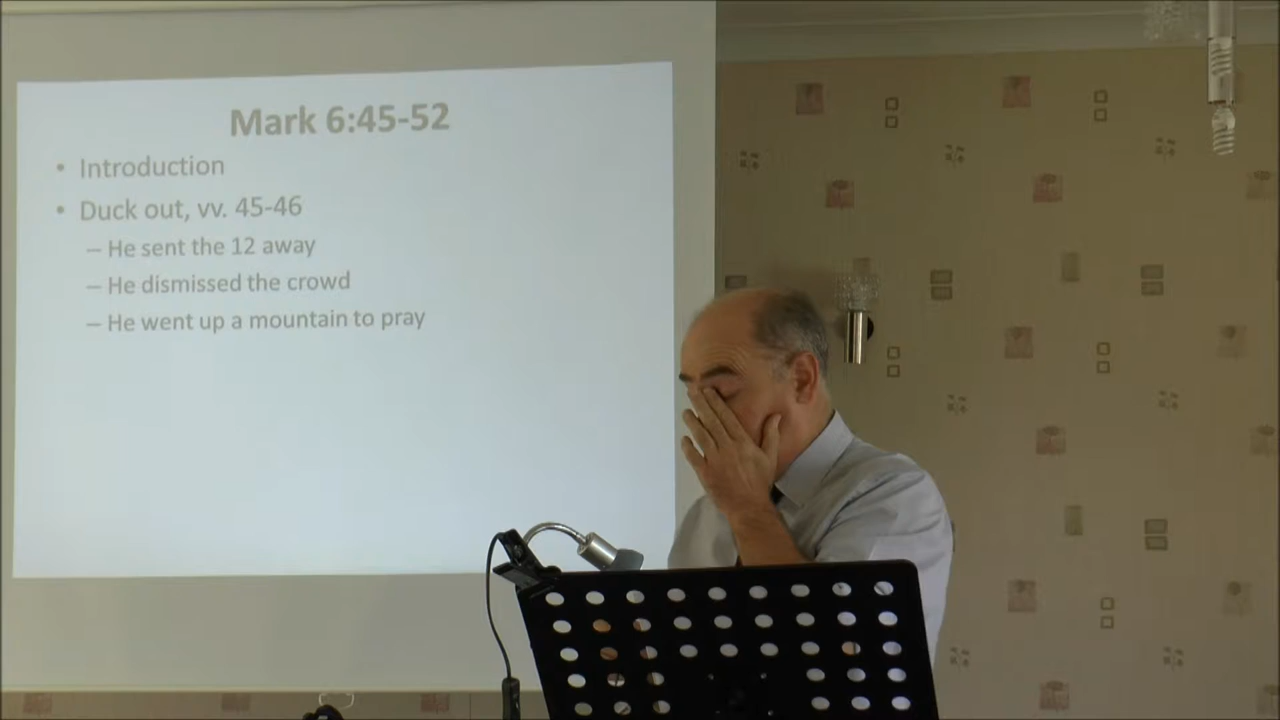 Mark 6:45-52
• Introduction
• Duck out, vv. 45-46
– He sent the 12 away
– He dismissed the crowd
– He went up a mountain to pray